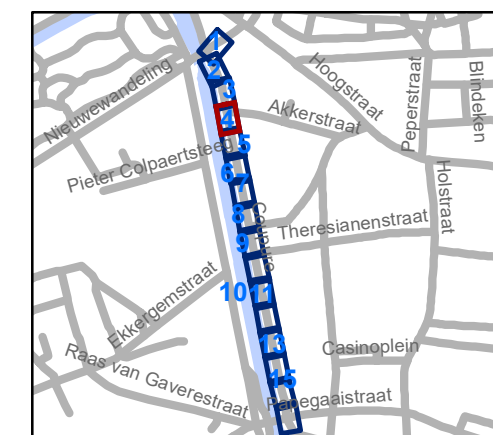 1
2
3
4
5
6
7
8
9
10
11
13
15
Nieuwewandeling
Hoogstraat
Peperstraat
Blindeken
Akkerstraat
Pieter Colpaertsteeg
Holstraat
Coupure
Theresianenstraat
Ekkergemstraat
Casinoplein
Raas van Gaverestraat
Papegaaistraat